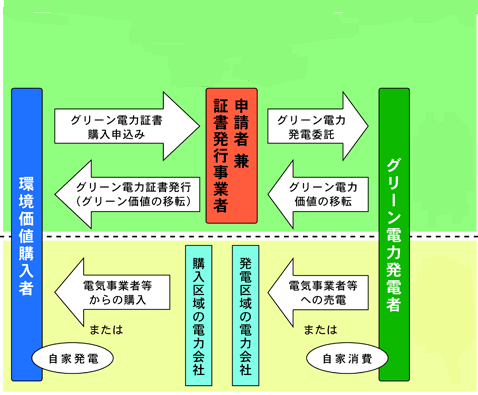 グリーン電力証書
購入申込み
グリーン電力
発電委託
申請者 兼
証書発行事業者
グリーン電力証書発行
（グリーン価値の移転）
グリーン電力
価値の移転
環境価値購入者
グリーン電力発電者
電気事業者等
からの購入
または
自家発電
購入区域の電力会社
発電区域の電力会社
電気事業者等
への売電
または
自家消費